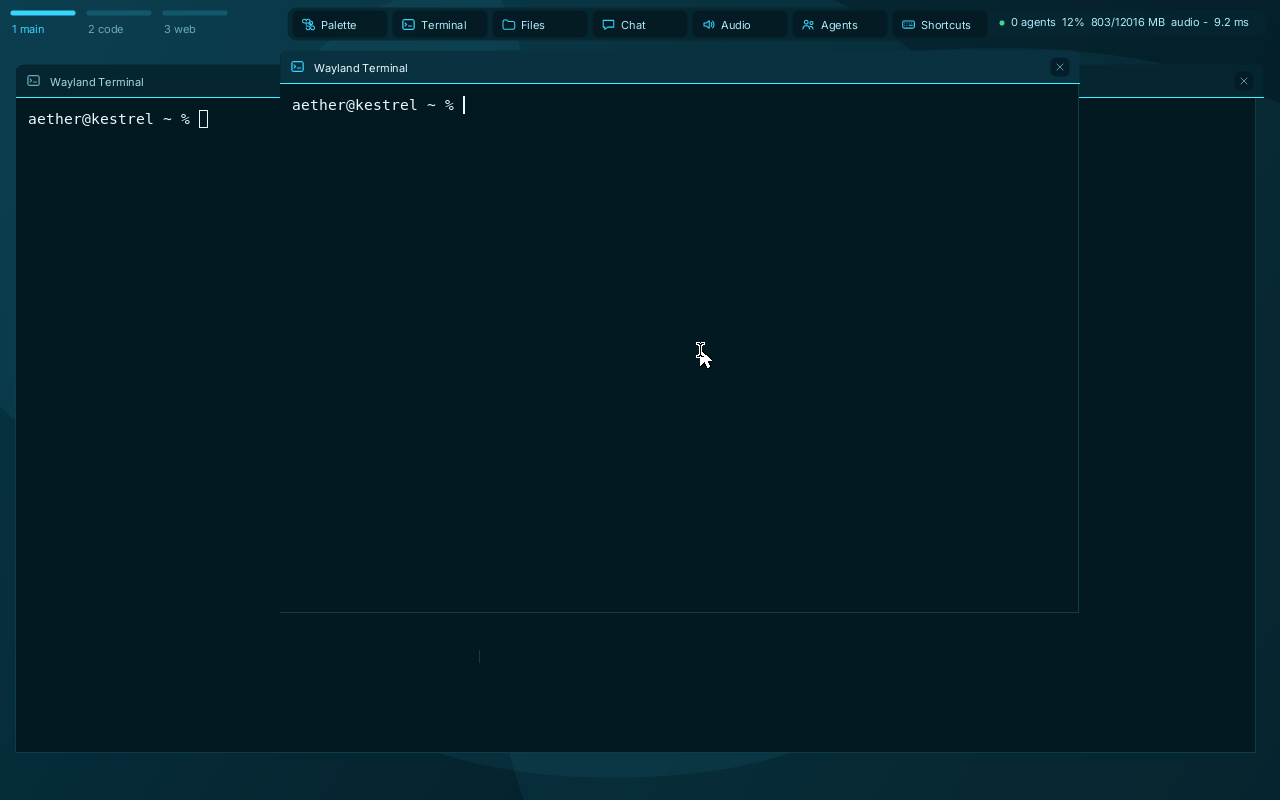 1 main
2 code
3 web
Palette
Terminal
Files
Chat
Audio
Agents
Shortcuts
0 agents 12% 803/12016 MB audio - 9.2 ms
Wayland Terminal
aether@kestrel ~ %
Wayland Terminal
aether@kestrel ~ %